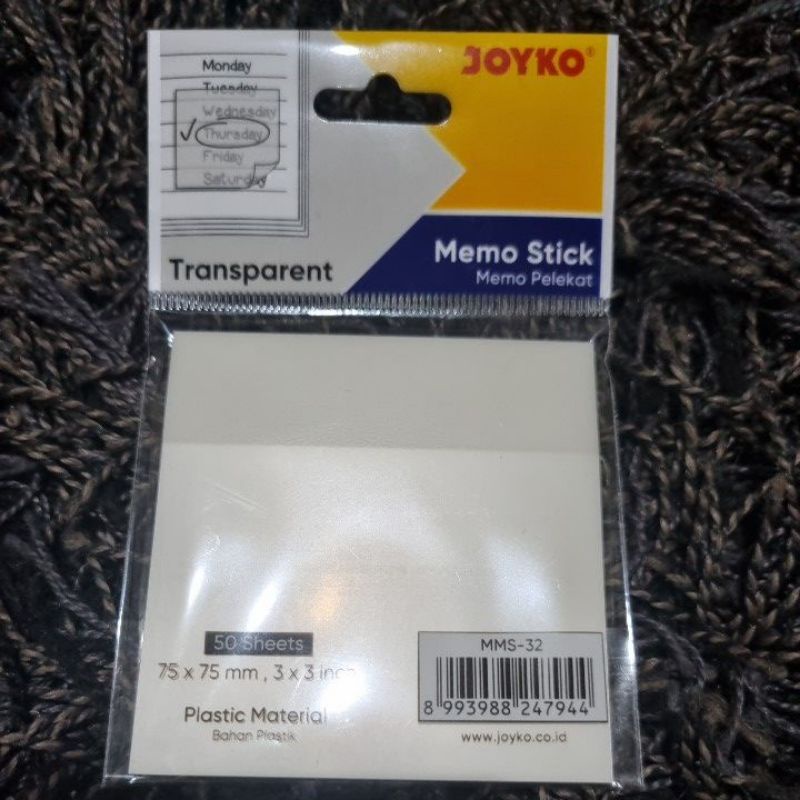 JOYKO®
Monday
Tuesday
Wednesday
Thursday
Friday
Saturday
Transparent
Memo Stick
Memo Pelekat
50 Sheets
75 x 75 mm , 3 x 3 inch
Plastic Material
Bahan Plastik
MMS-32
8 993988 247944
www.joyko.co.id